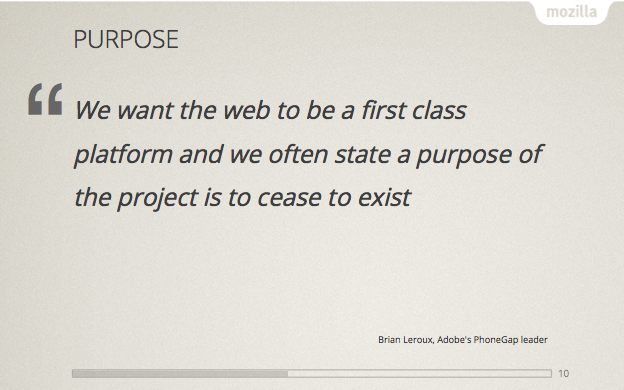 mozilla
PURPOSE
“ We want the web to be a first class
platform and we often state a purpose of
the project is to cease to exist
Brian Leroux, Adobe's PhoneGap leader
10